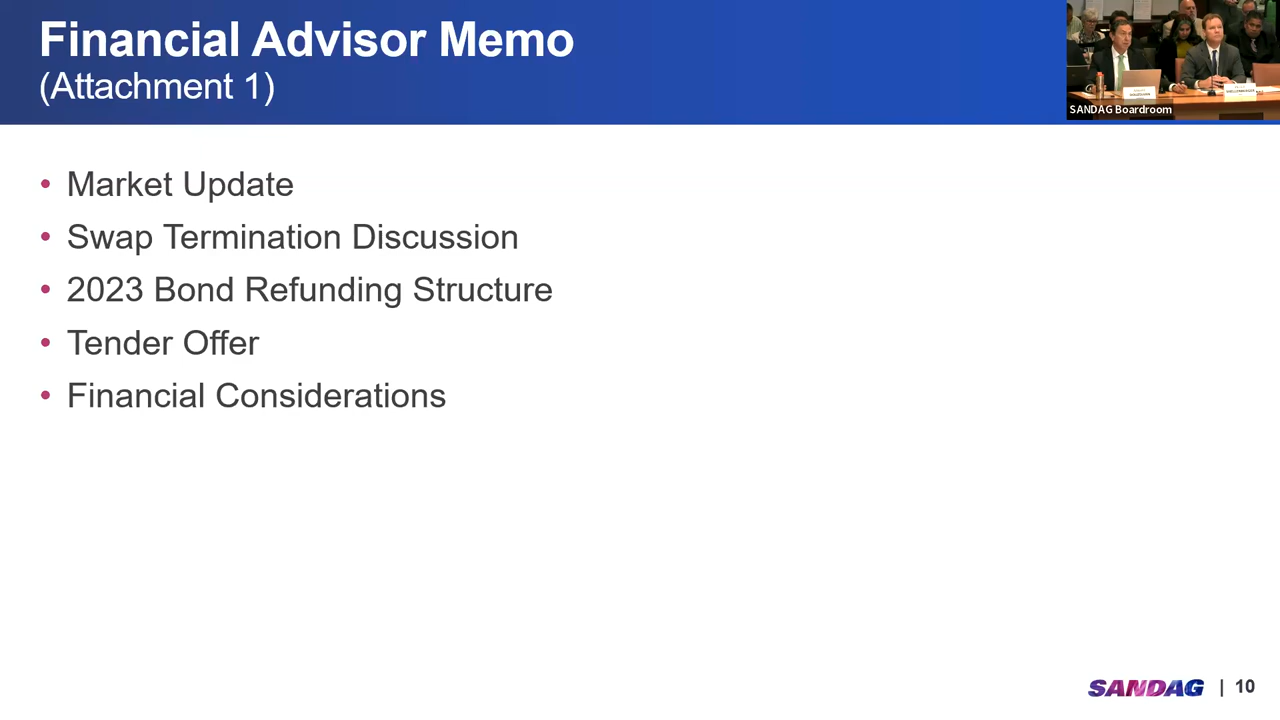 Financial Advisor Memo
(Attachment 1)
SANDAG Boardroom
• Market Update
• Swap Termination Discussion
• 2023 Bond Refunding Structure
• Tender Offer
• Financial Considerations
SANDAG | 10